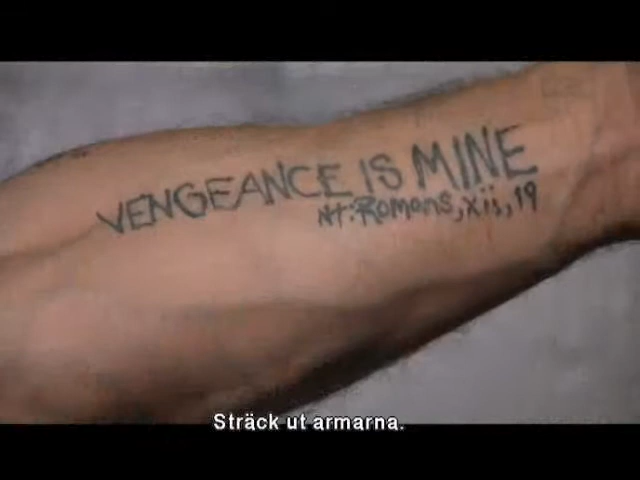 VENGEANCE IS MINE
NT: Romans, xii, 19
Sträck ut armarna.